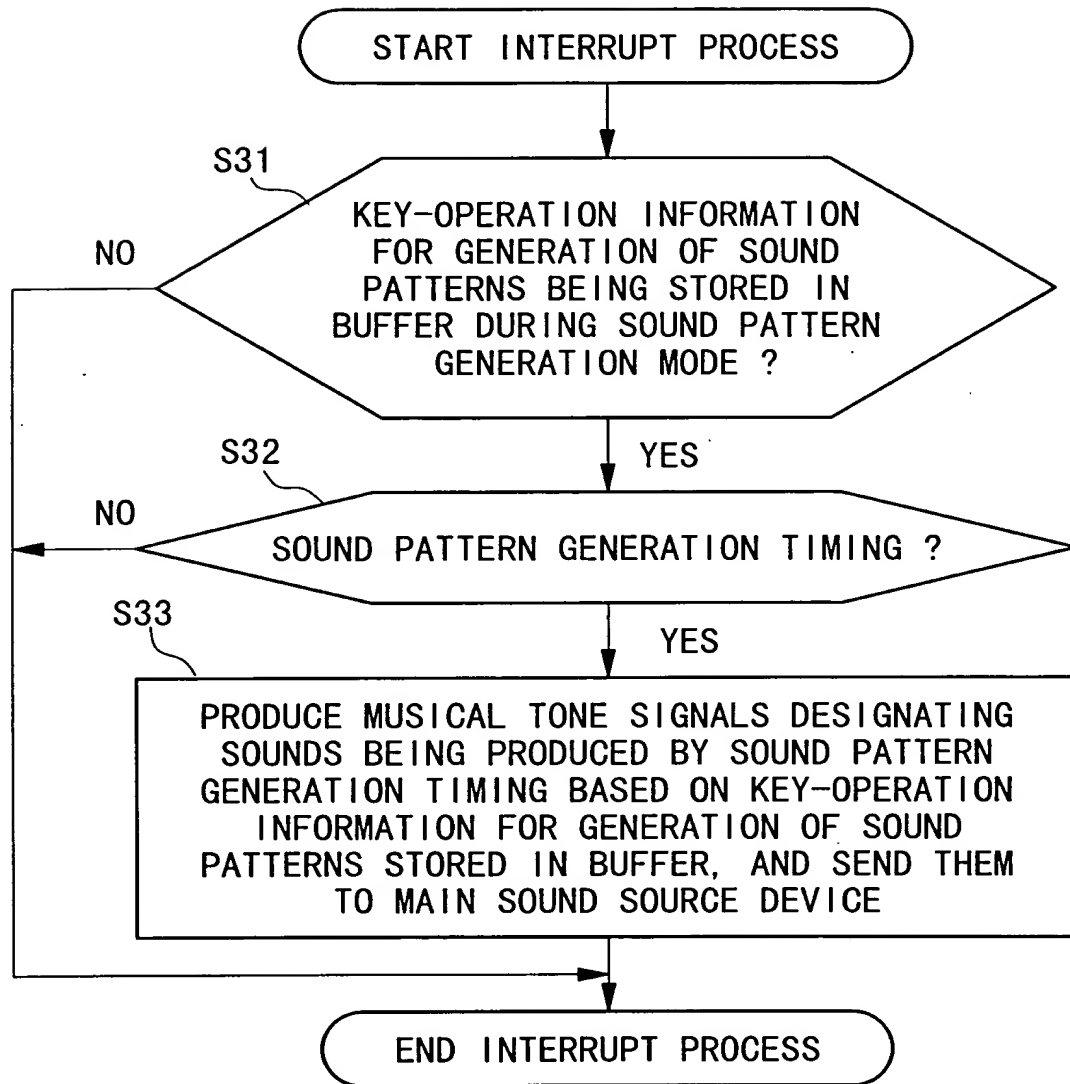 START INTERRUPT PROCESS
S31
NO
KEY-OPERATION INFORMATION
FOR GENERATION OF SOUND
PATTERNS BEING STORED IN
BUFFER DURING SOUND PATTERN
GENERATION MODE ?
YES
S32
NO
SOUND PATTERN GENERATION TIMING ?
YES
S33
PRODUCE MUSICAL TONE SIGNALS DESIGNATING
SOUNDS BEING PRODUCED BY SOUND PATTERN
GENERATION TIMING BASED ON KEY-OPERATION
INFORMATION FOR GENERATION OF SOUND
PATTERNS STORED IN BUFFER, AND SEND THEM
TO MAIN SOUND SOURCE DEVICE
END INTERRUPT PROCESS